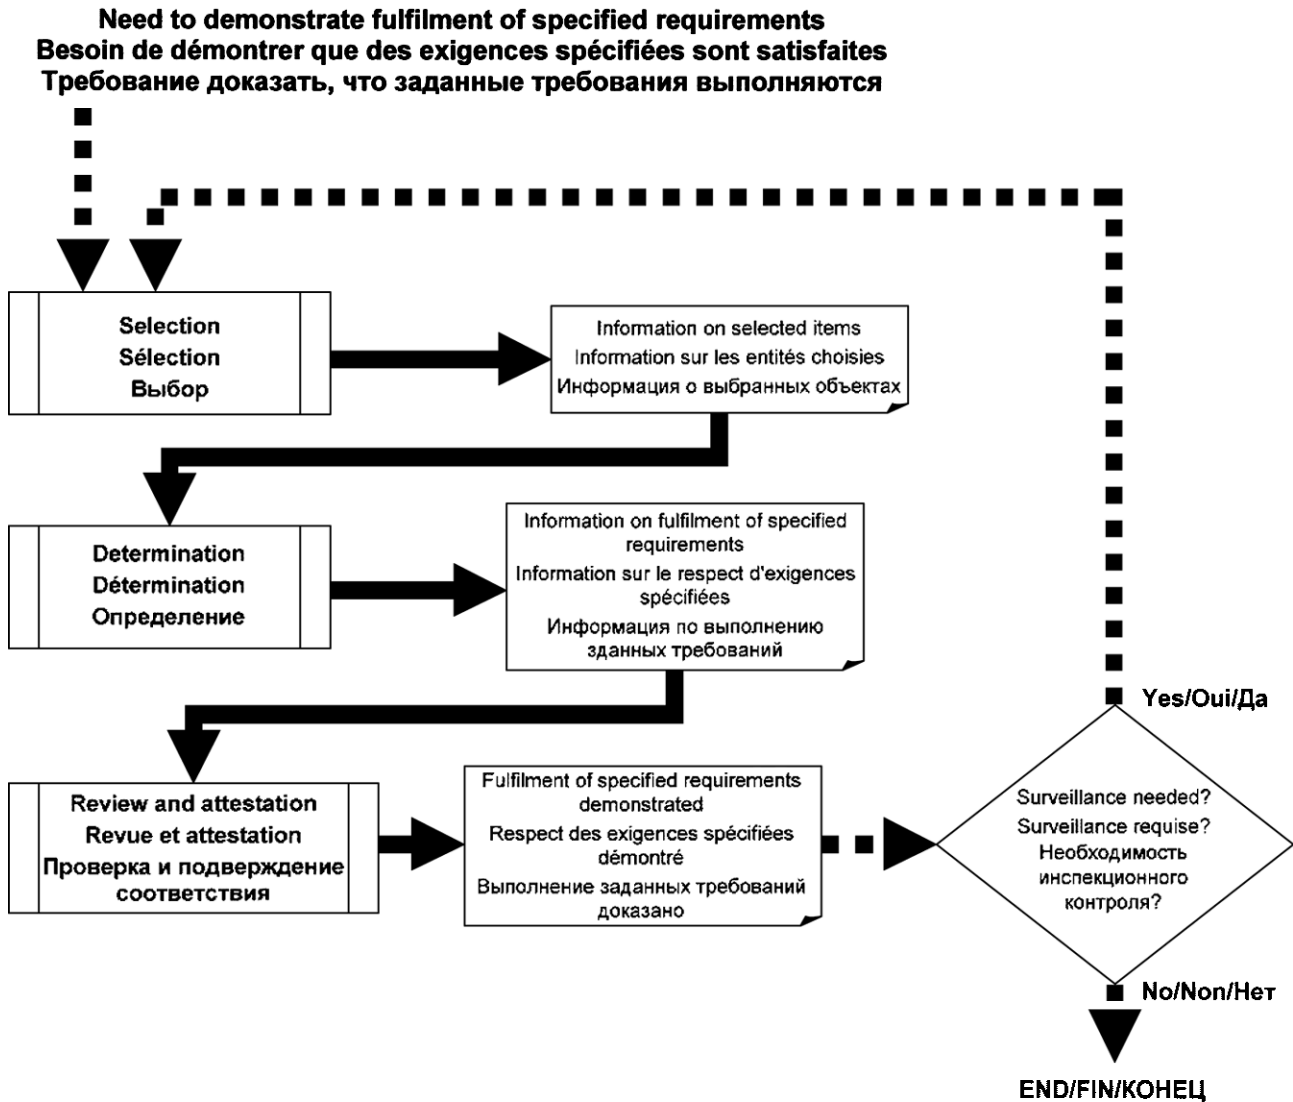 Need to demonstrate fulfilment of specified requirements
Besoin de démontrer que des exigences spécifiées sont satisfaites
Требование доказать, что заданные требования выполняются
Selection
Sélection
Выбор
Information on selected items
Information sur les entités choisies
Информация о выбранных объектах
Determination
Détermination
Определение
Information on fulfilment of specified
requirements
Information sur le respect d'exigences
spécifiées
Информация по выполнению
зданных требований
Yes/Oui/Да
Review and attestation
Revue et attestation
Проверка и подверждение
соответствия
Fulfilment of specified requirements
demonstrated
Respect des exigences spécifiées
démontré
Выполнение заданных требований
доказано
Surveillance needed?
Surveillance requise?
Необходимость
инспекционного
контроля?
No/Non/Нет
END/FIN/КОНЕЦ